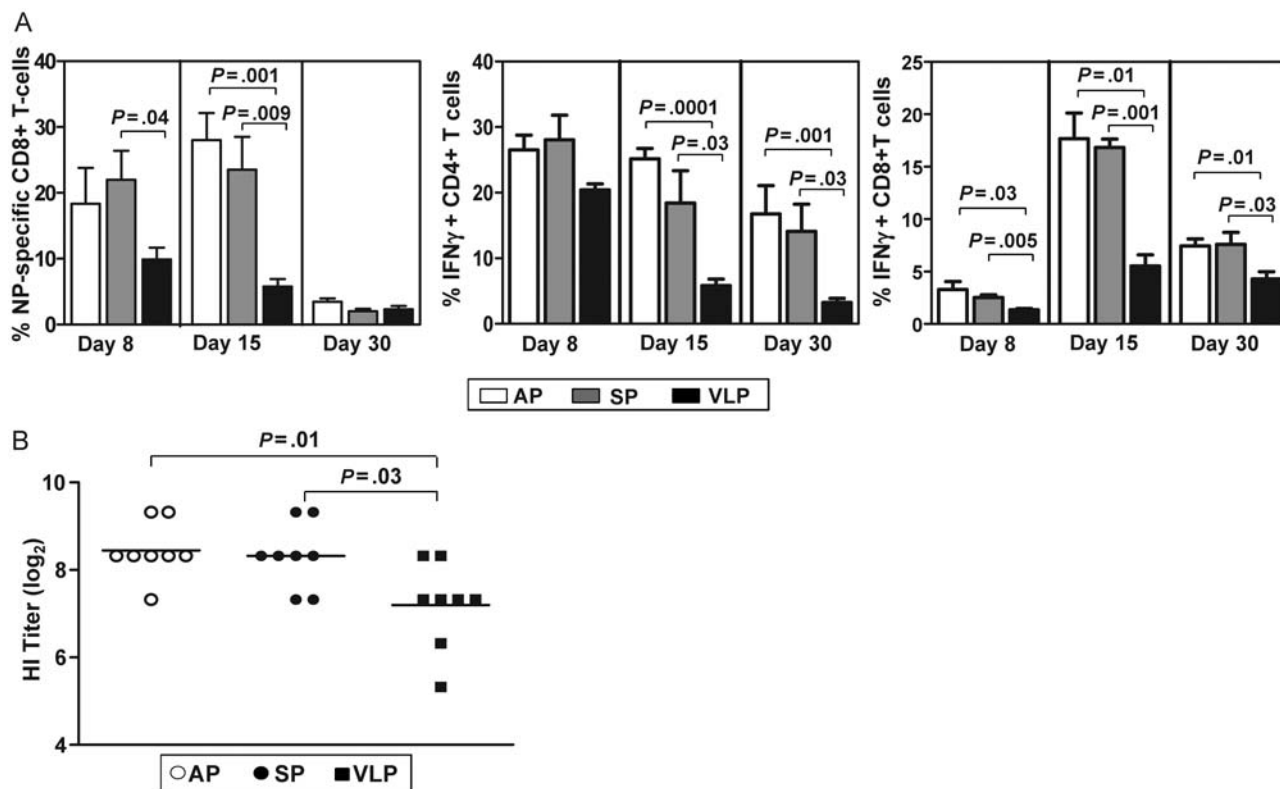 A
% NP-specific CD8+ T-cells
40
30
20
10
0
P=.04
P=.001
P=.009
Day 8 Day 15 Day 30
% IFNγ + CD4+ T cells
40
30
20
10
0
P=.0001
P=.03
P=.001
P=.03
Day 8 Day 15 Day 30
% IFNγ + CD8+T cells
25
20
15
10
5
0
P=.03
P=.005
P=.01
P=.001
P=.01
P=.03
Day 8 Day 15 Day 30
AP SP VLP
B
HI Titer (log₂)
10
8
6
4
P=.01
P=.03
AP SP VLP